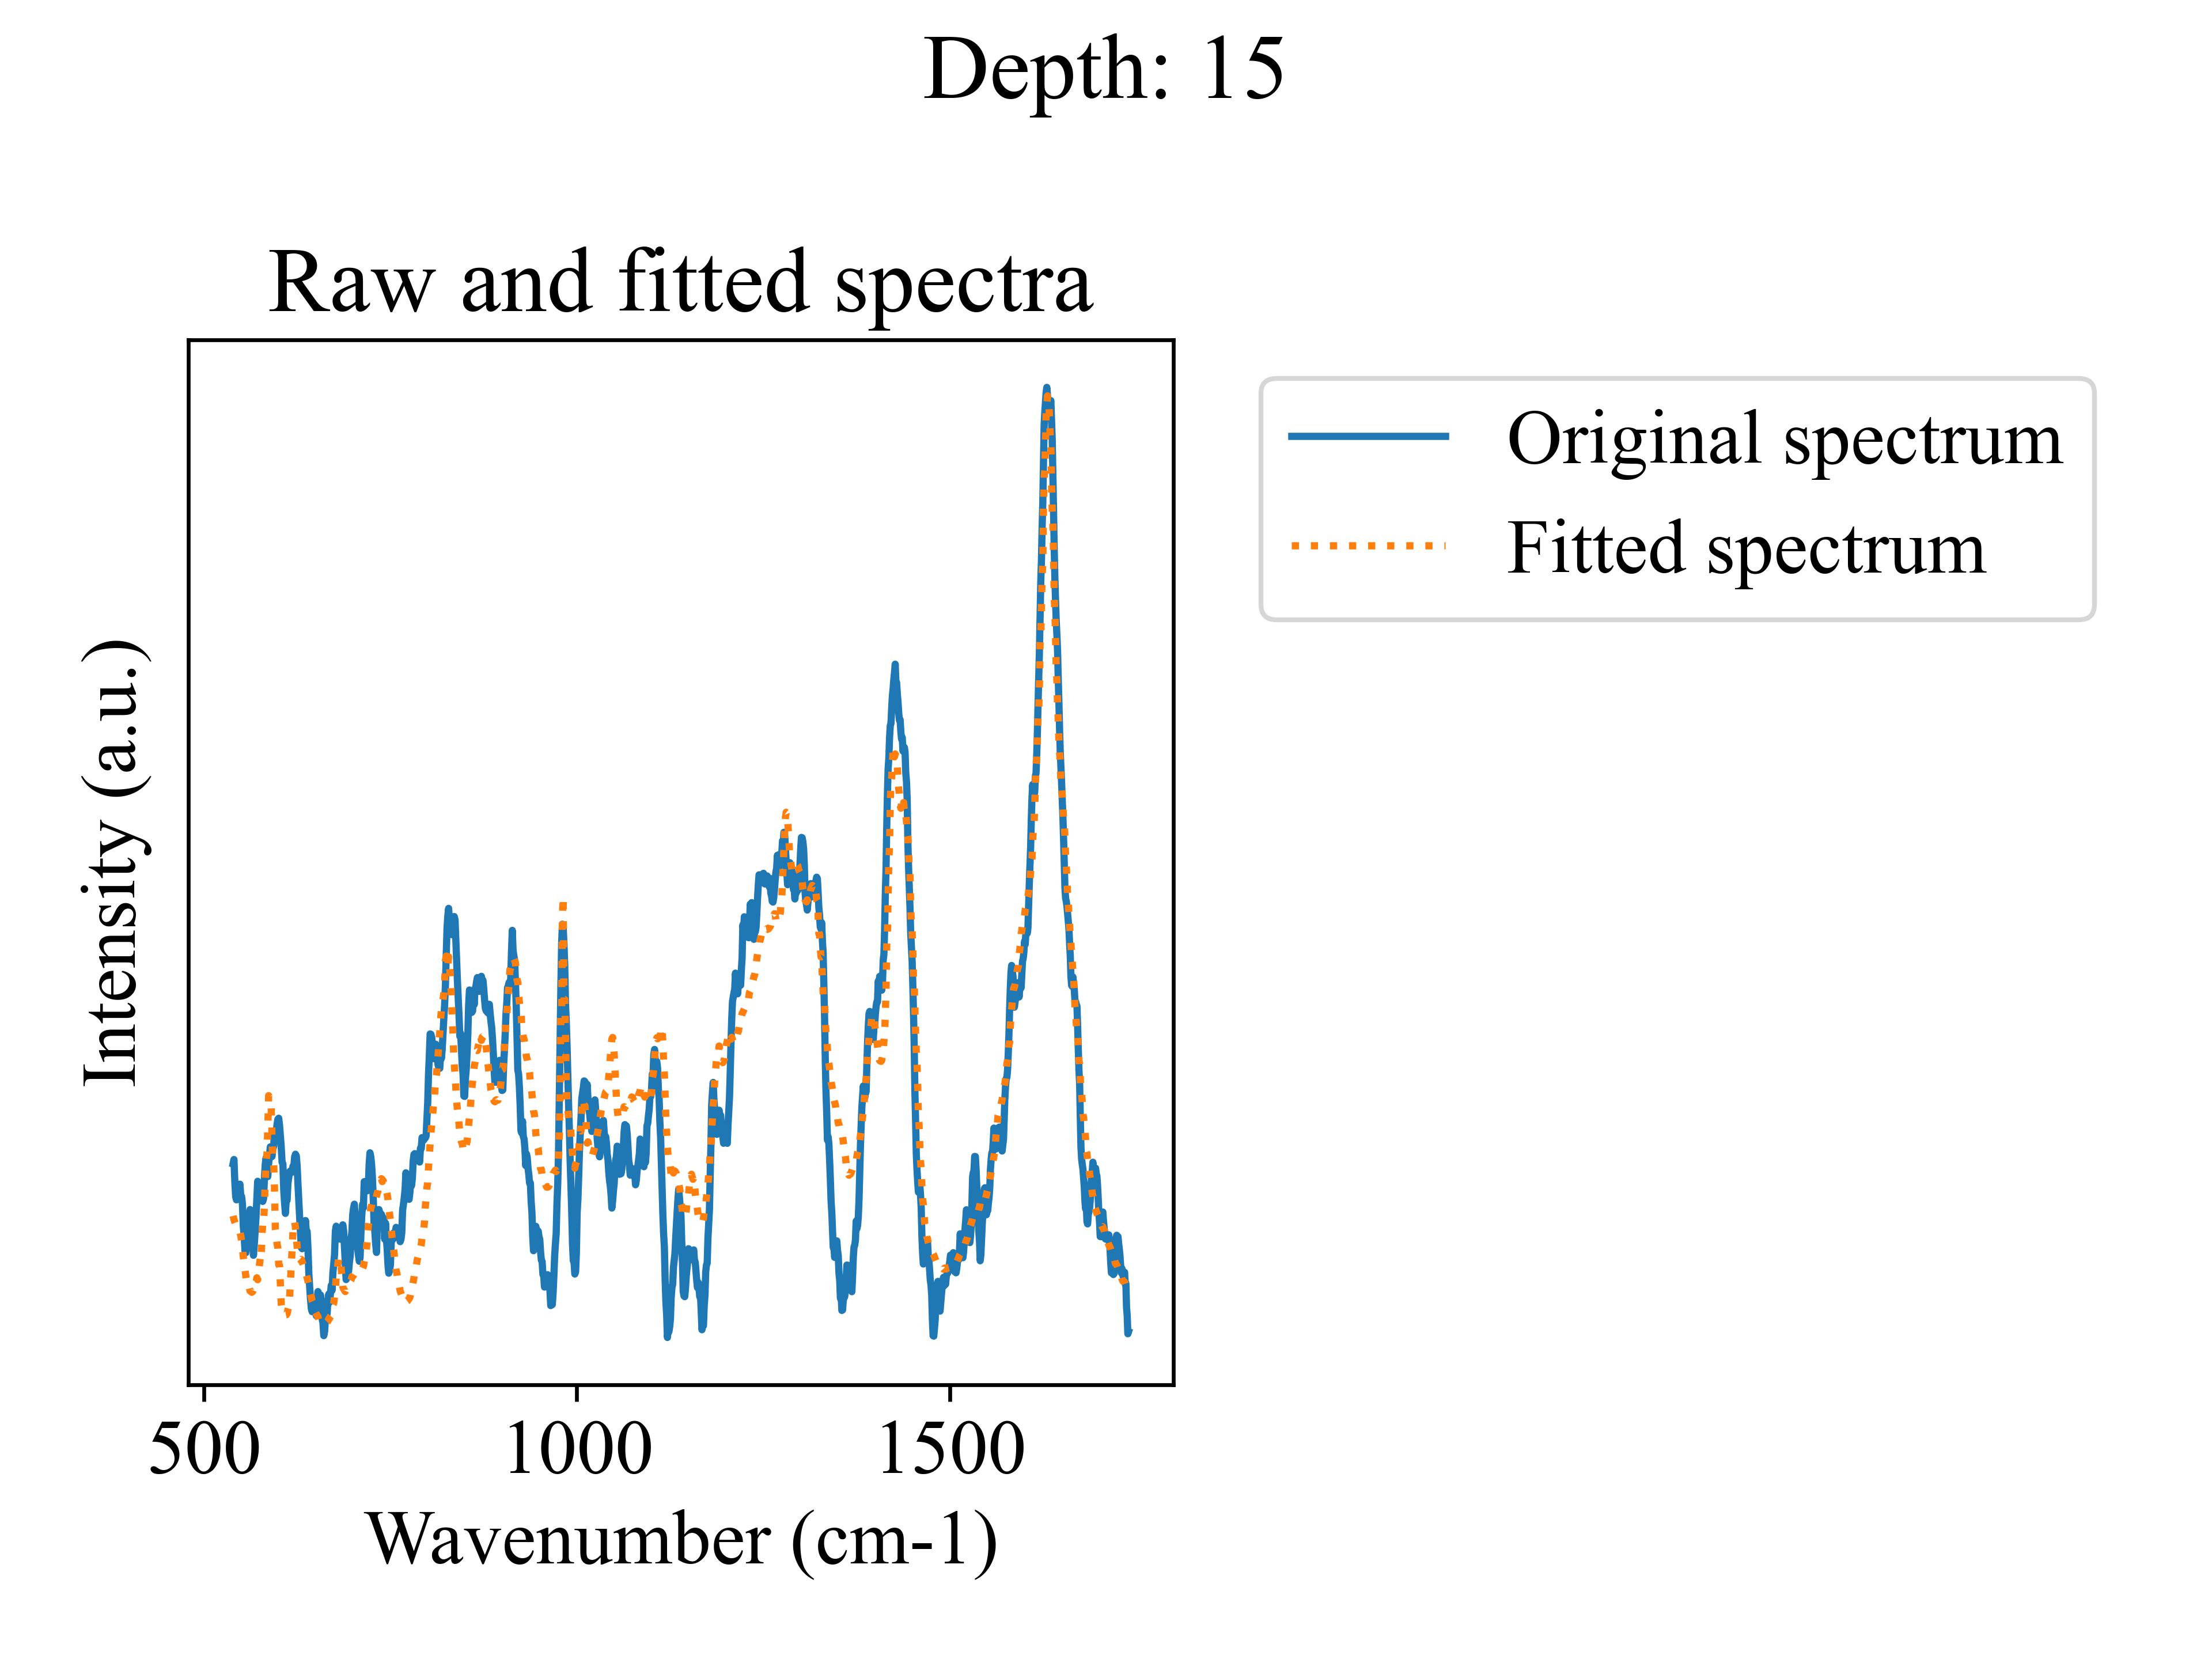 Depth: 15
Raw and fitted spectra
Original spectrum
Fitted spectrum
Intensity (a.u.)
500 1000 1500
Wavenumber (cm-1)